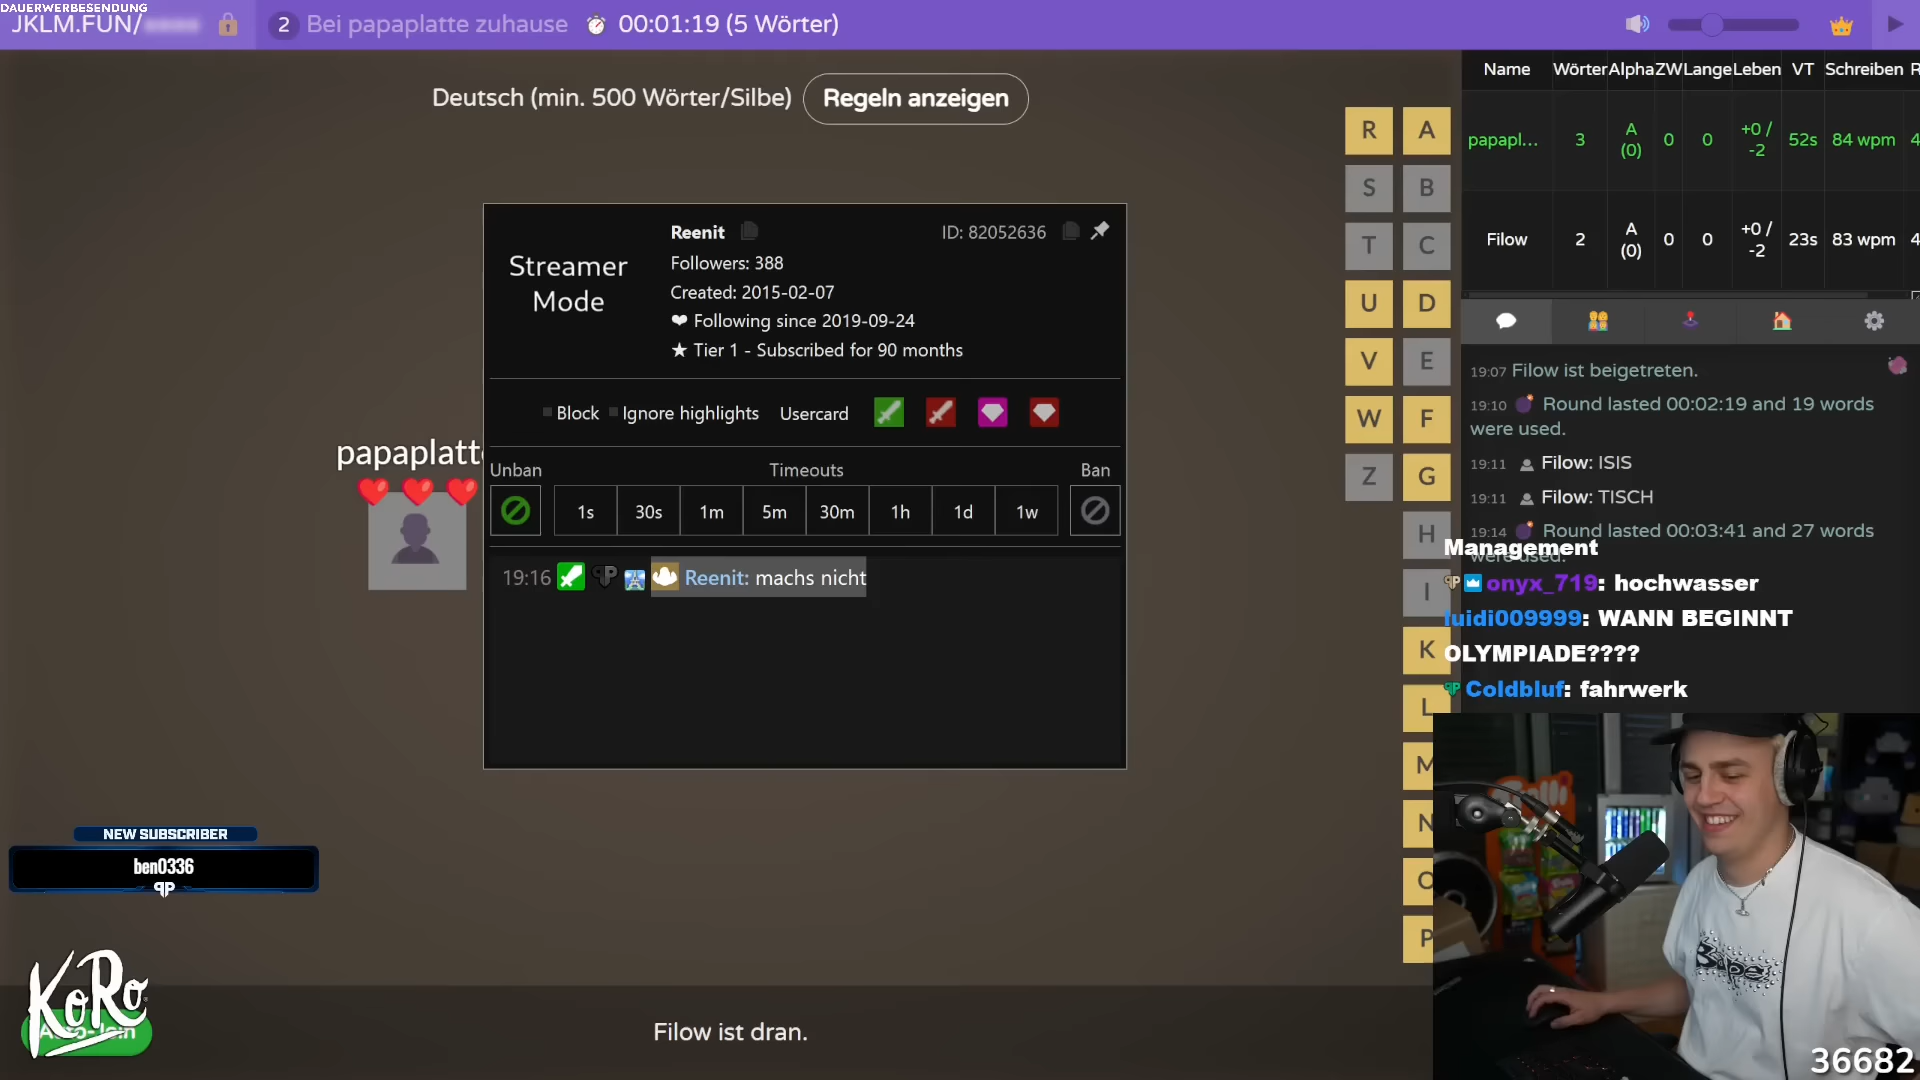 DAUERWERBESENDUNG
JKLM.FUN/
2 Bei papaplatte zuhause 00:01:19 (5 Wörter)
Deutsch (min. 500 Wörter/Silbe) Regeln anzeigen
Streamer
Mode
Reenit
ID: 82052636
Followers: 388
Created: 2015-02-07
Following since 2019-09-24
Tier 1 - Subscribed for 90 months
Block Ignore highlights Usercard
Unban Timeouts Ban
1s 30s 1m 5m 30m 1h 1d 1w
19:16 Reenit: machs nicht
papaplatte
R A
S B
T C
U D
V E
W F
Z G
H
I
K
L
M
N
O
P
Name Wörter Alpha ZW Lange Leben VT Schreiben R
papapl... 3 A (0) 0 0 +0 / -2 52s 84 wpm 4
Filow 2 A (0) 0 0 +0 / -2 23s 83 wpm 4
19:07 Filow ist beigetreten.
19:10 Round lasted 00:02:19 and 19 words
were used.
19:11 Filow: ISIS
19:11 Filow: TISCH
19:14 Round lasted 00:03:41 and 27 words
were used.
Management
onyx_719: hochwasser
luidi009999: WANN BEGINNT
OLYMPIADE????
Coldbluf: fahrwerk
NEW SUBSCRIBER
ben0336
KoRo
Auto-Join
Filow ist dran.
36682